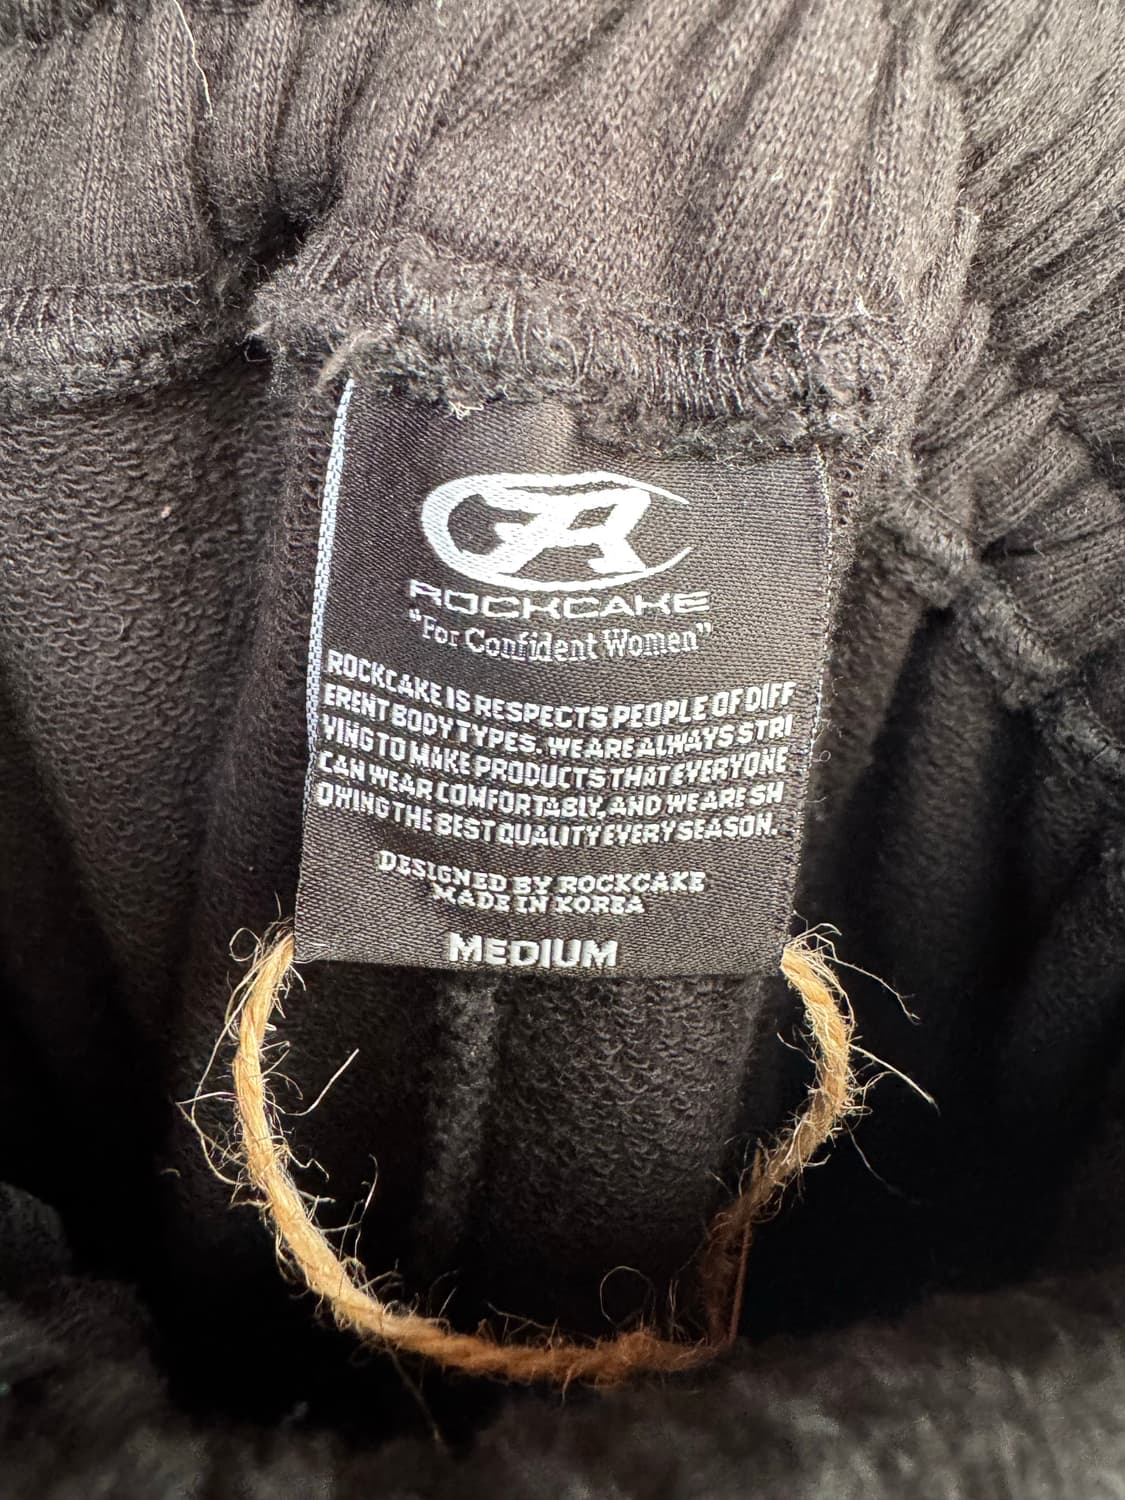 ROCKCAKE
"For Confident Women"
ROCKCAKE IS RESPECTS PEOPLE OF DIFF
ERENT BODY TYPES. WE ARE ALWAYS STRI
VING TO MAKE PRODUCTS THAT EVERYONE
CAN WEAR COMFORTABLY, AND WE ARE SH
OWING THE BEST QUALITY EVERY SEASON.
DESIGNED BY ROCKCAKE
MADE IN KOREA
MEDIUM